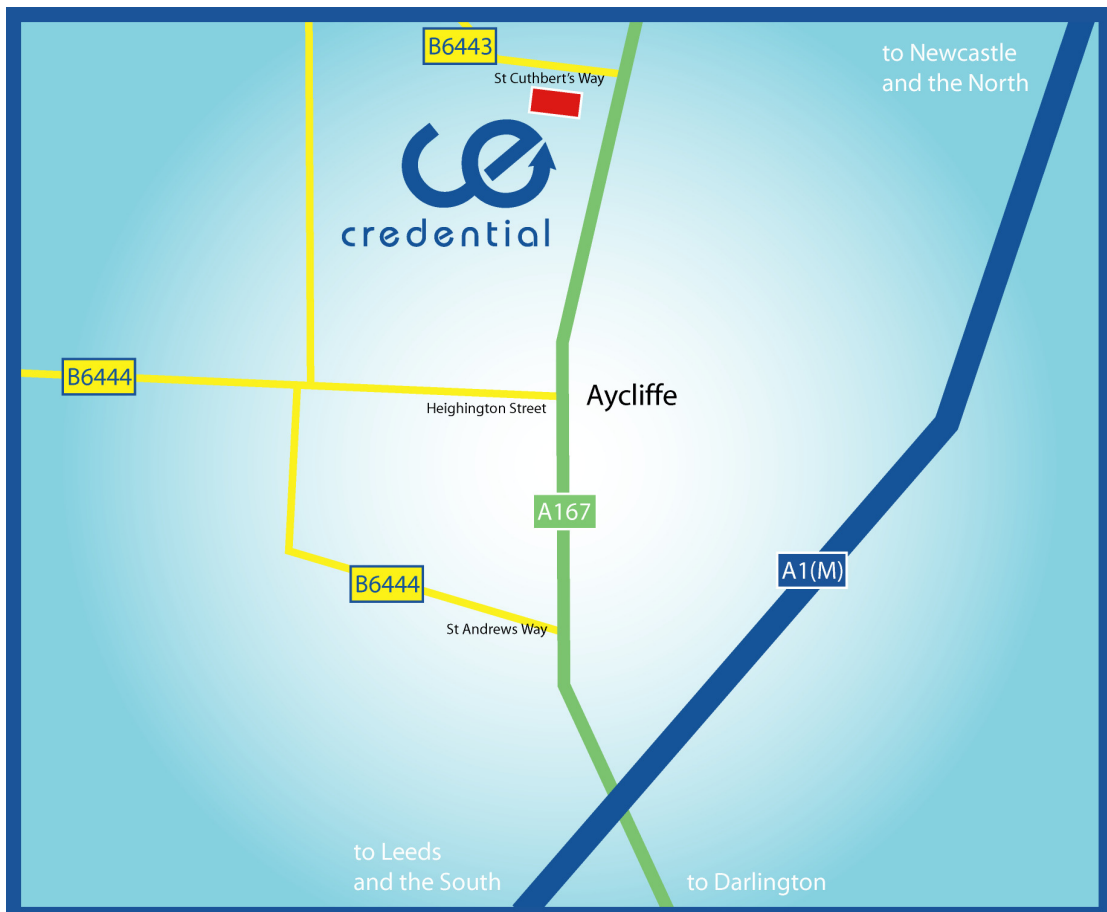 B6443
St Cuthbert's Way
to Newcastle
and the North
ce
credential
B6444
Heighington Street
Aycliffe
A167
A1(M)
B6444
St Andrews Way
to Leeds
and the South
to Darlington